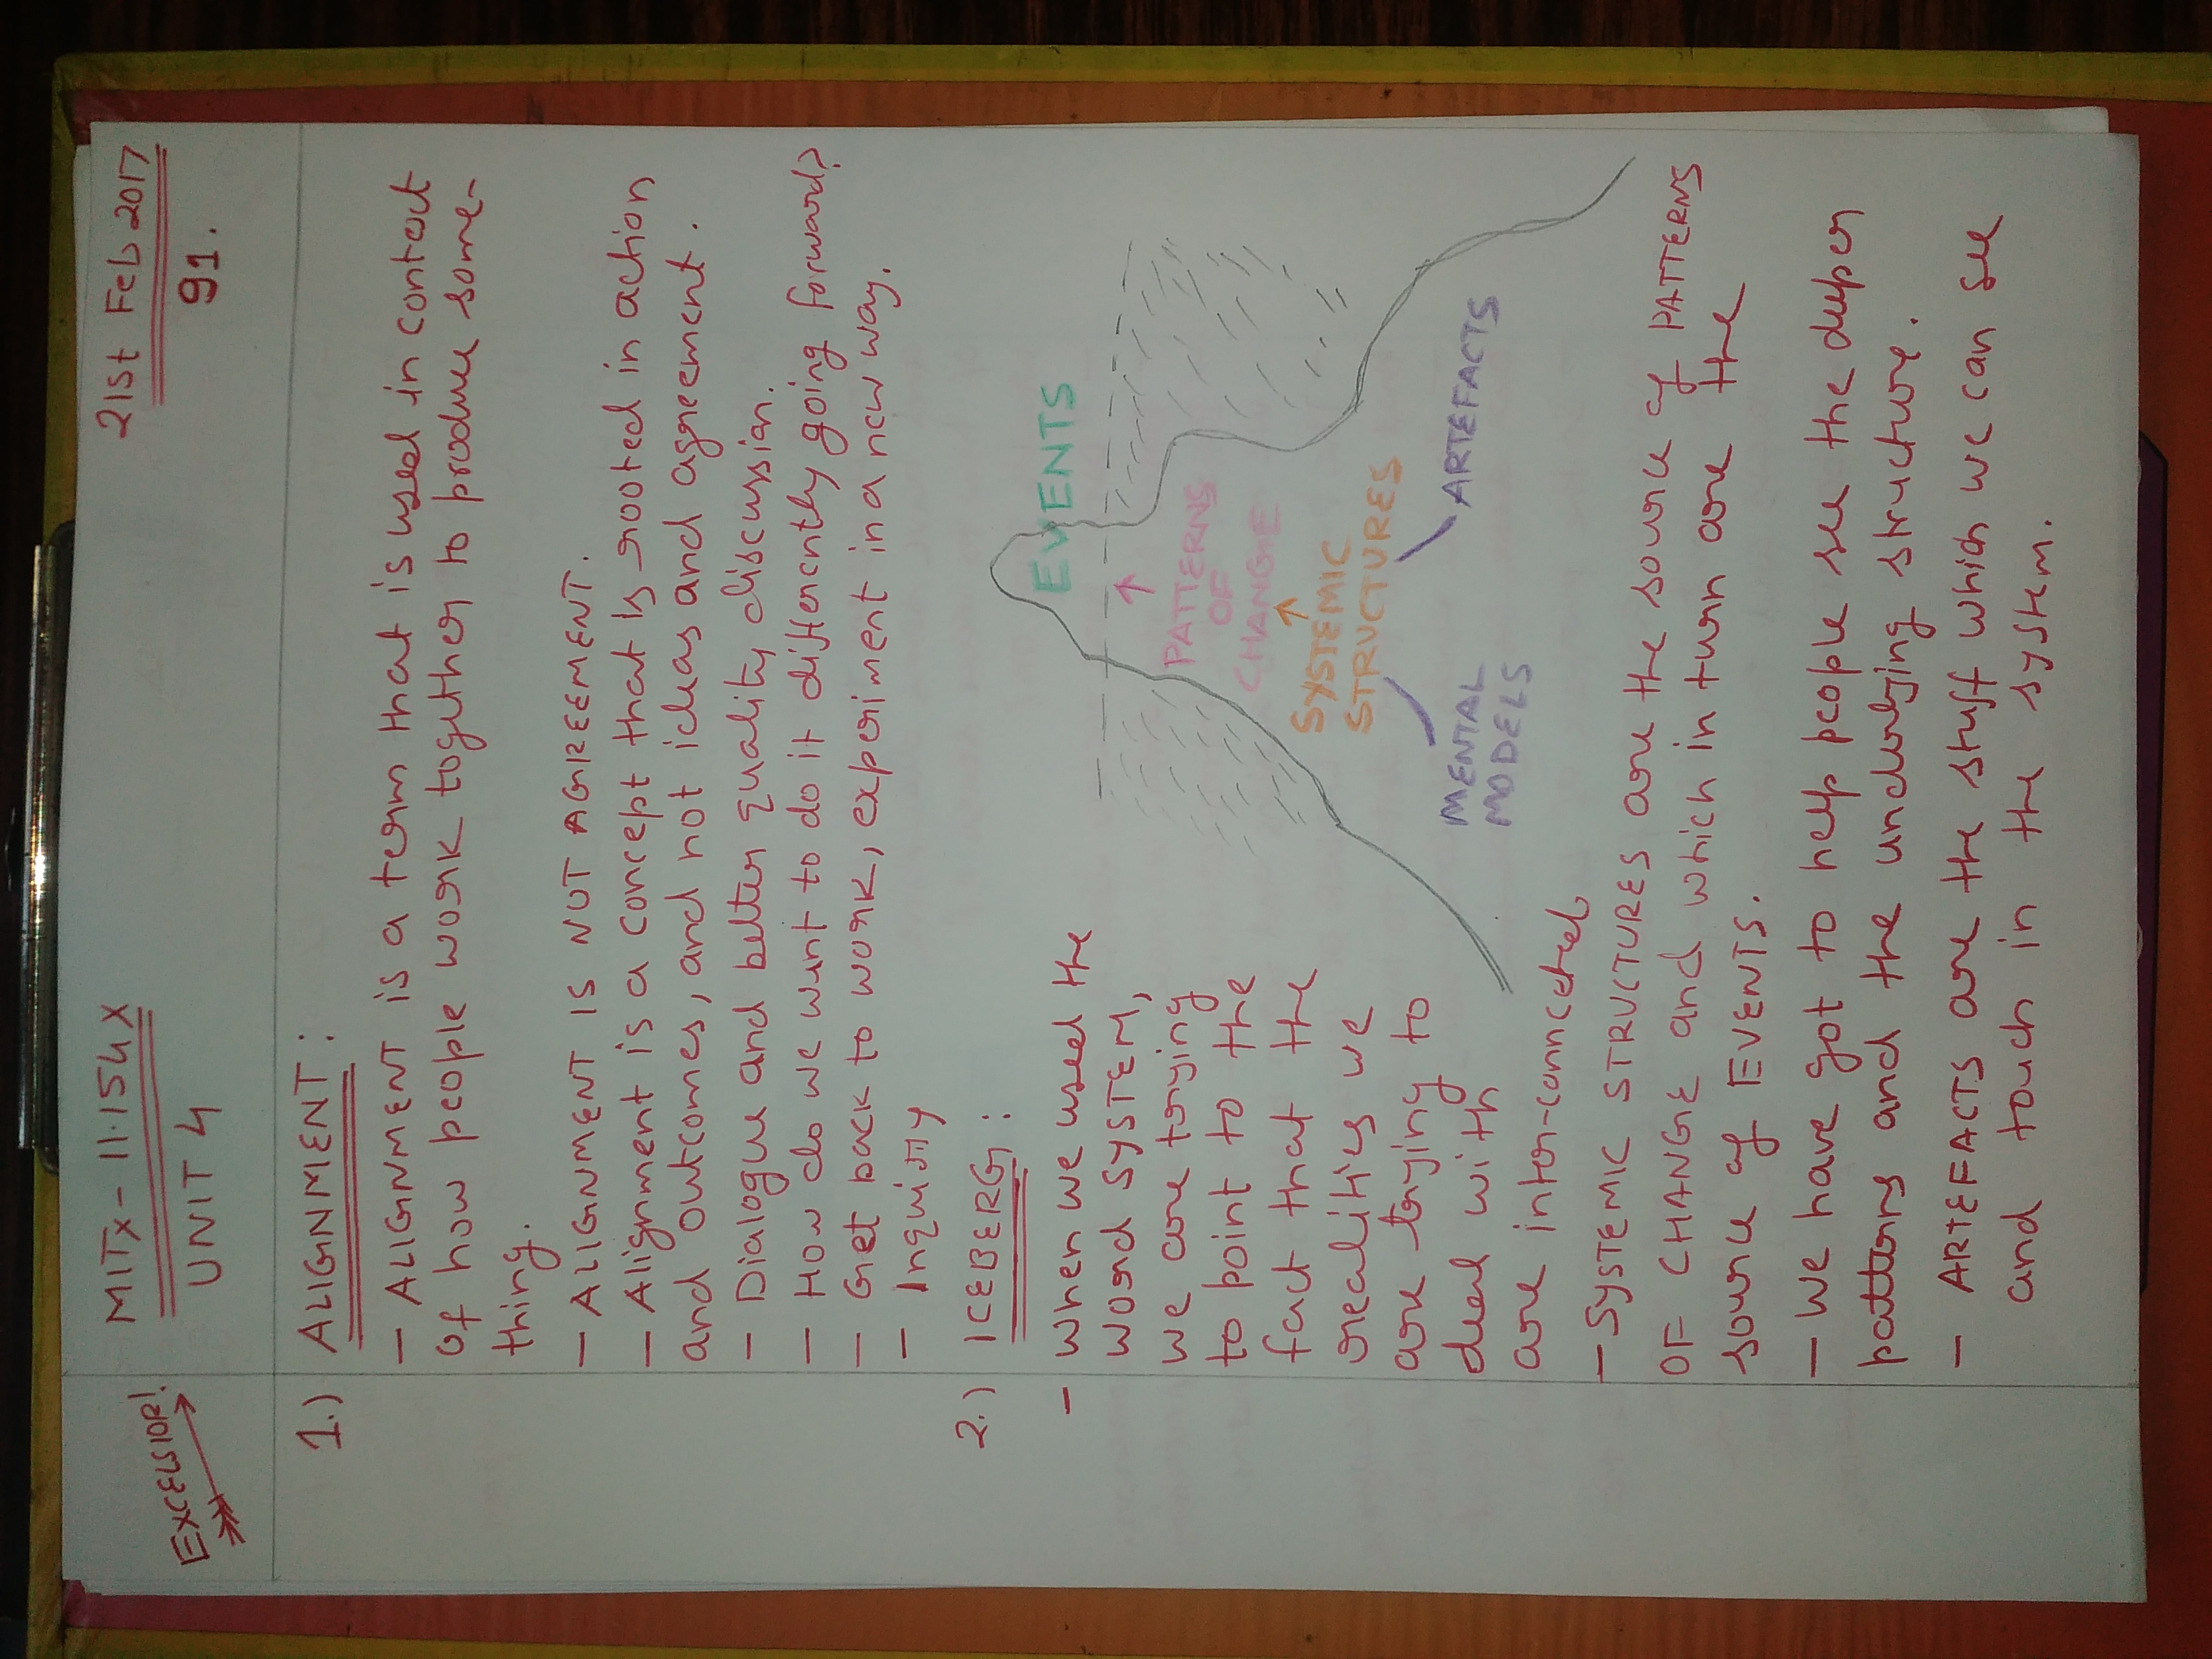 EXCELSIOR!
MITx - 11.154X
UNIT 4
21st Feb 2017
91.
1.) ALIGNMENT :
- ALIGNMENT is a term that is used in context
of how people work together to produce some-
thing.
- ALIGNMENT IS NOT AGREEMENT.
- Alignment is a concept that is rooted in action
and outcomes, and not ideas and agreement.
- Dialogue and better quality discussion.
- How do we want to do it differently going forward?
- Get back to work, experiment in a new way.
- Inquiry
2.) ICEBERG :
- When we used the
word SYSTEM,
we are trying
to point to the
fact that the
realities we
are trying to
deal with
are inter-connected
EVENTS
PATTERNS
OF
CHANGE
SYSTEMIC
STRUCTURES
MENTAL
MODELS
ARTEFACTS
- SYSTEMIC STRUCTURES are the source of PATTERNS
OF CHANGE and which in turn are the
source of EVENTS.
- We have got to help people see the deeper
patterns and the underlying structure.
- ARTEFACTS are the stuff which we can see
and touch in the system.